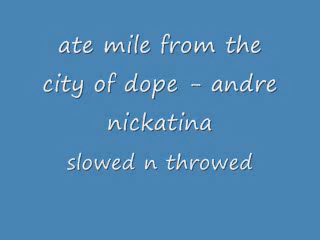 ate mile from the
city of dope - andre
nickatina
slowed n throwed